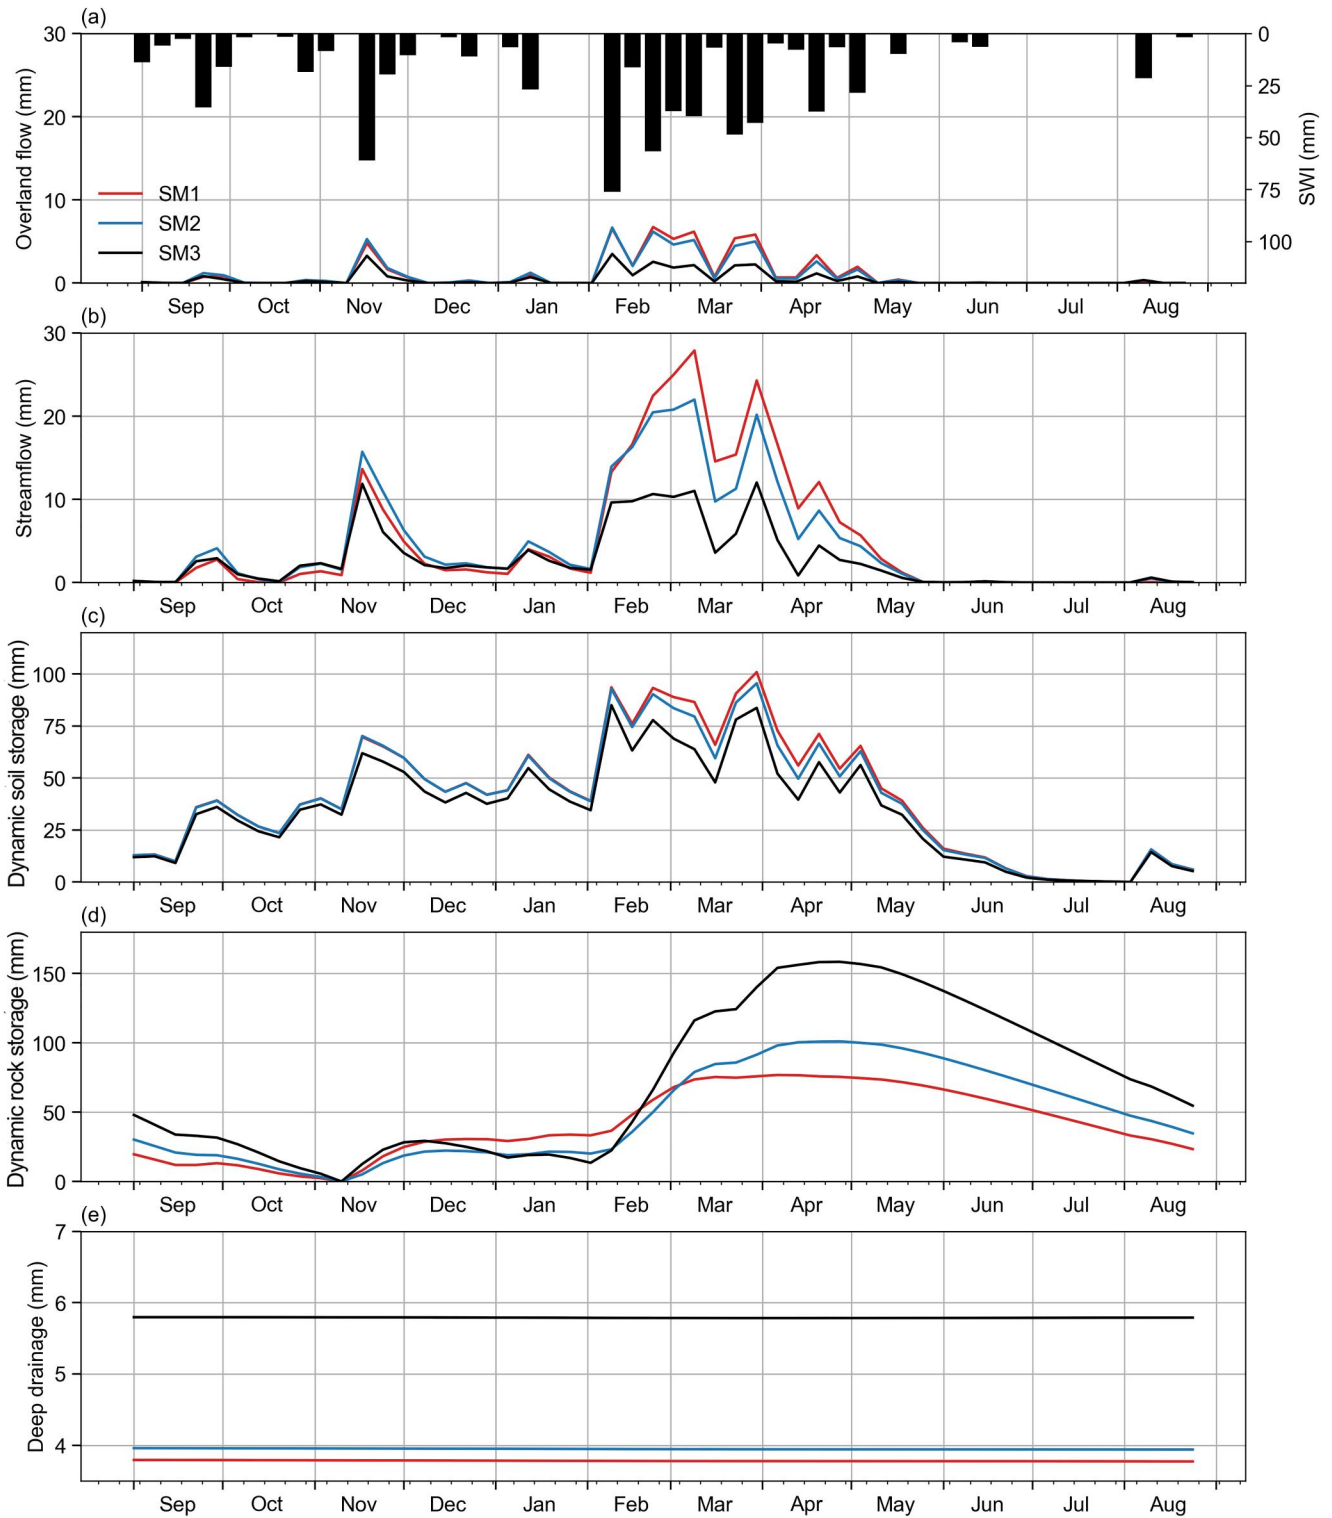 (a)
Overland flow (mm)
30
20
10
0
SWI (mm)
0
25
50
75
100
SM1
SM2
SM3
Sep Oct Nov Dec Jan Feb Mar Apr May Jun Jul Aug
(b)
Streamflow (mm)
30
20
10
0
Sep Oct Nov Dec Jan Feb Mar Apr May Jun Jul Aug
(c)
Dynamic soil storage (mm)
100
75
50
25
0
Sep Oct Nov Dec Jan Feb Mar Apr May Jun Jul Aug
(d)
Dynamic rock storage (mm)
150
100
50
0
Sep Oct Nov Dec Jan Feb Mar Apr May Jun Jul Aug
(e)
Deep drainage (mm)
7
6
5
4
Sep Oct Nov Dec Jan Feb Mar Apr May Jun Jul Aug